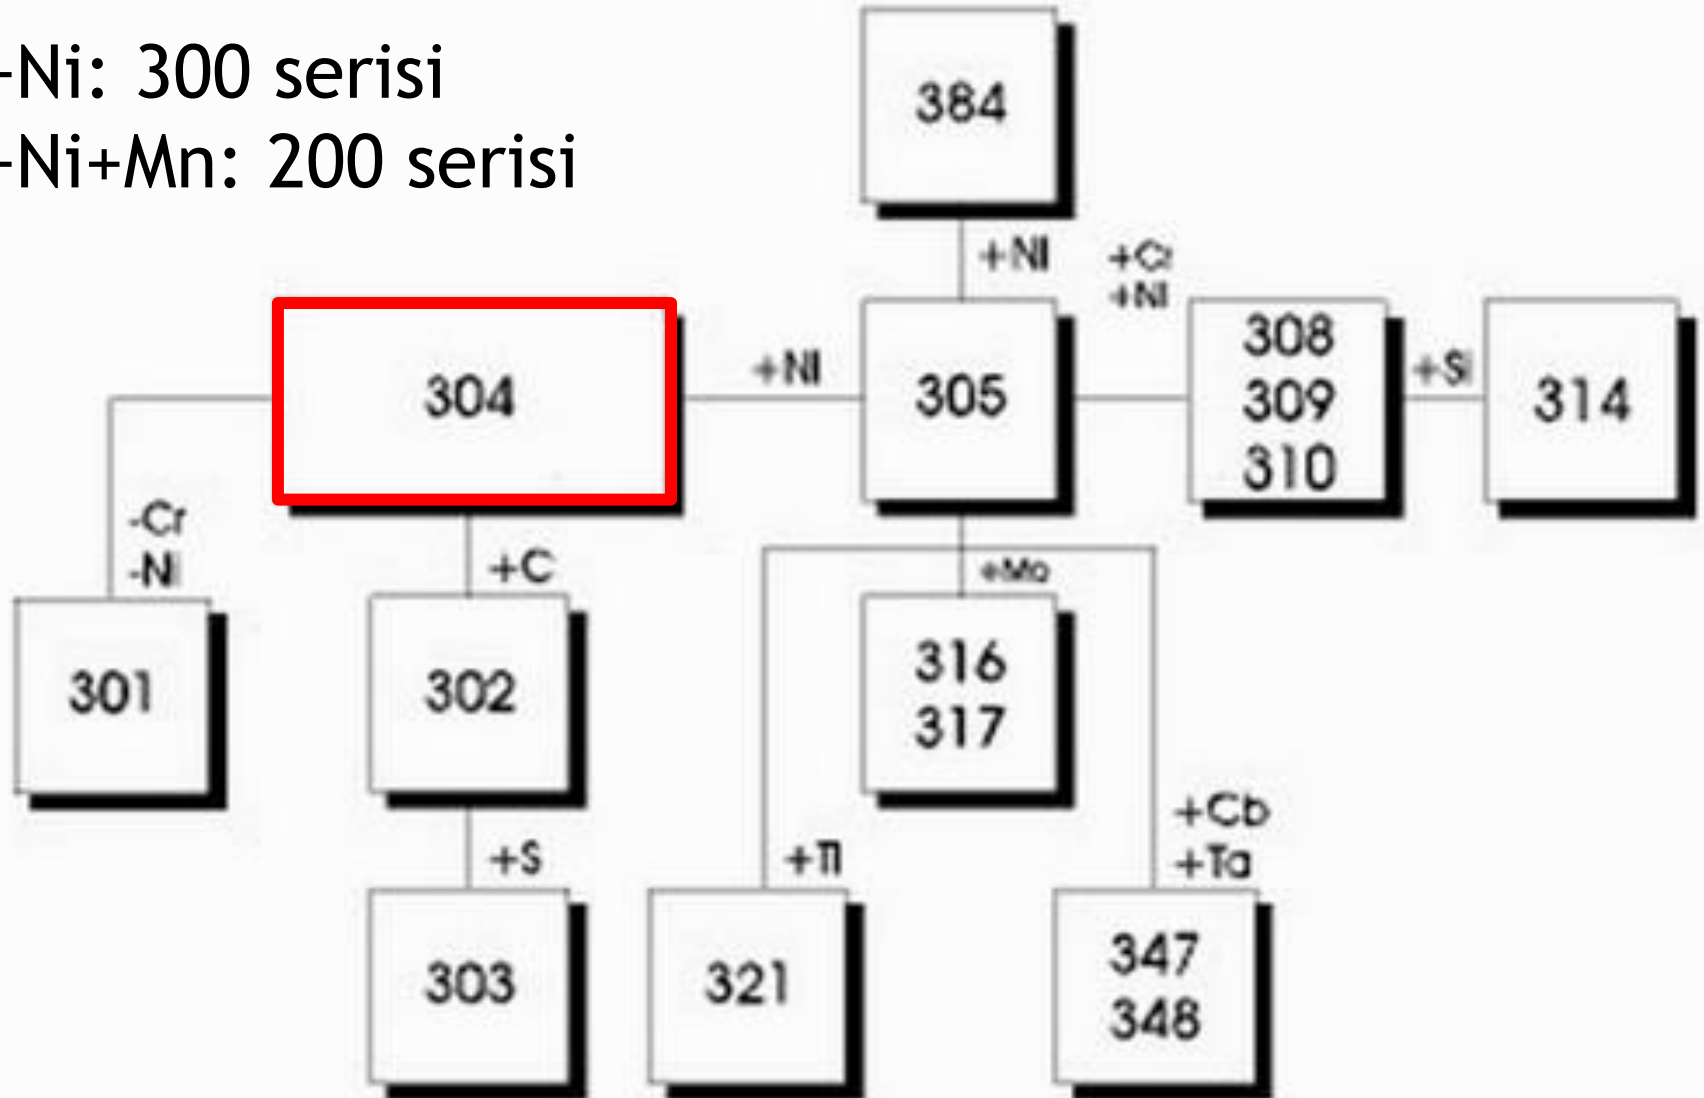 -Ni: 300 serisi
-Ni+Mn: 200 serisi
384
+Ni
+Cr
+Ni
304
+Ni
305
308
309
310
+Si
314
-Cr
-Ni
+C
+Mo
301
302
316
317
+S
+Ti
+Cb
+Ta
303
321
347
348